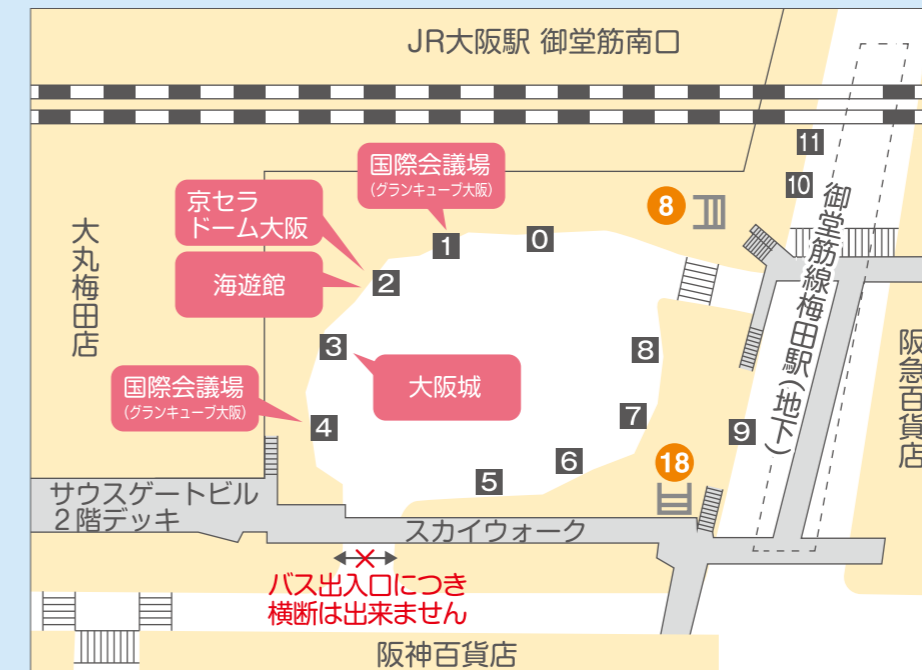 JR大阪駅 御堂筋南口
11
国際会議場
(グランキューブ大阪)
10
京セラ
ドーム大阪
8
1
0
御堂筋線梅田駅(地下)
大丸梅田店
海遊館
2
3
8
阪急百貨店
大阪城
国際会議場
(グランキューブ大阪)
4
7
9
6
18
5
サウスゲートビル
2階デッキ
スカイウォーク
バス出入口につき
横断は出来ません
阪神百貨店